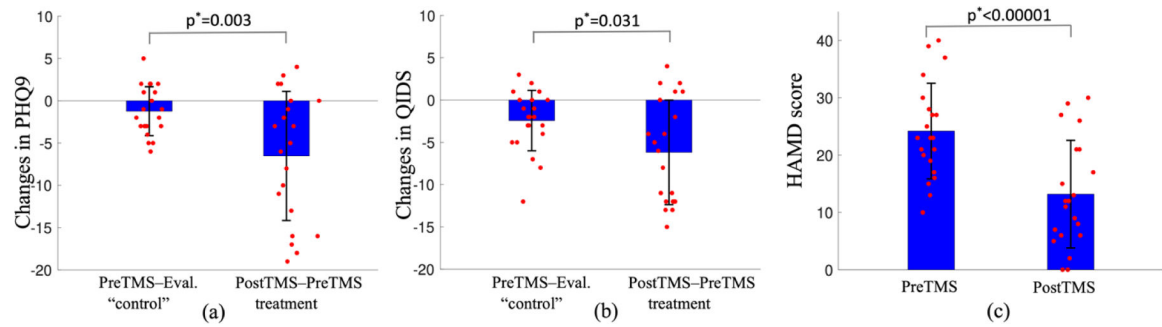 p*=0.003
10
5
0
-5
-10
-15
-20
Changes in PHQ9
PreTMS–Eval.
“control”
PostTMS–PreTMS
treatment
(a)
p*=0.031
10
5
0
-5
-10
-15
-20
Changes in QIDS
PreTMS–Eval.
“control”
PostTMS–PreTMS
treatment
(b)
p*<0.00001
40
30
20
10
0
HAMD score
PreTMS
PostTMS
(c)